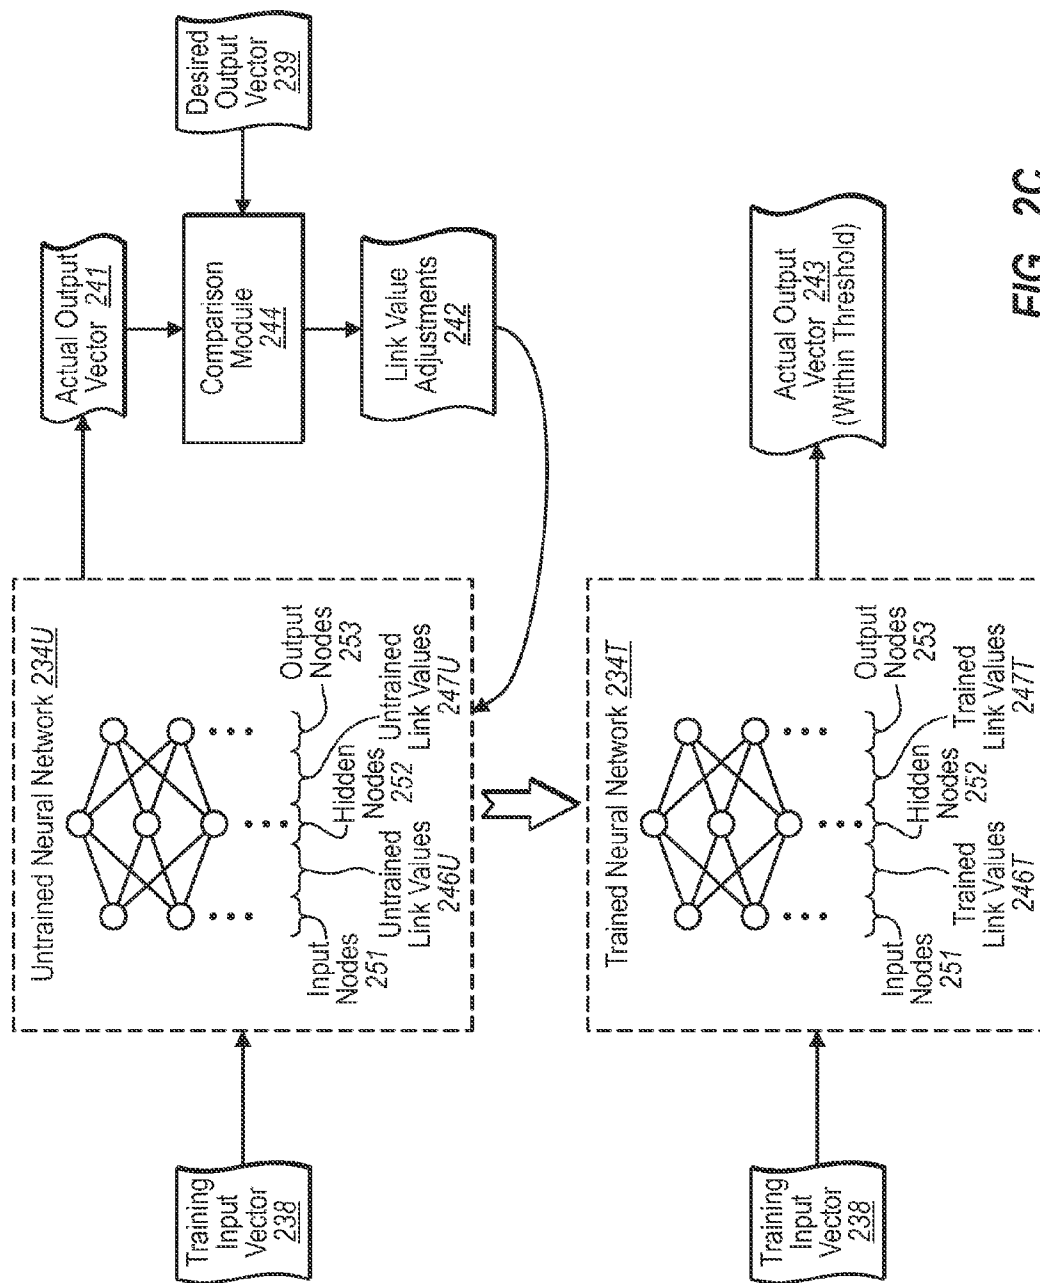 Training
Input
Vector
238
Untrained Neural Network 234U
Input
Nodes
251
Untrained
Link Values
246U
Hidden
Nodes
252
Untrained
Link Values
247U
Output
Nodes
253
Actual Output
Vector 241
Comparison
Module
244
Desired
Output
Vector
239
Link Value
Adjustments
242
Training
Input
Vector
238
Trained Neural Network 234T
Input
Nodes
251
Trained
Link Values
246T
Hidden
Nodes
252
Trained
Link Values
247T
Output
Nodes
253
Actual Output
Vector 243
(Within Threshold)
FIG. 2C